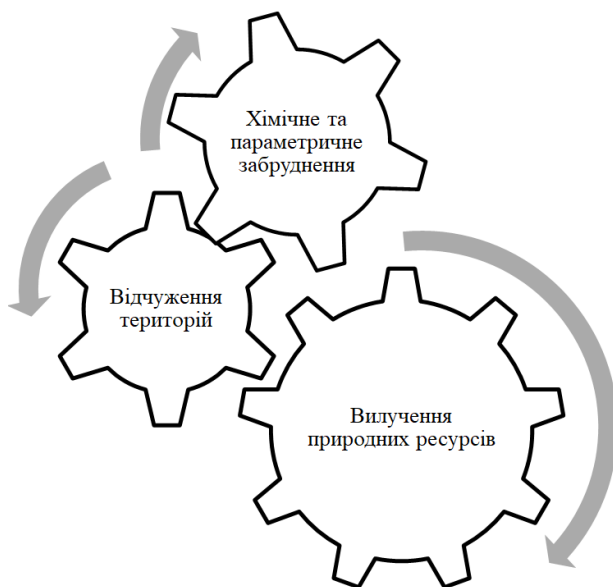 Хімічне та
параметричне
забруднення
Відчуження
територій
Вилучення
природних ресурсів